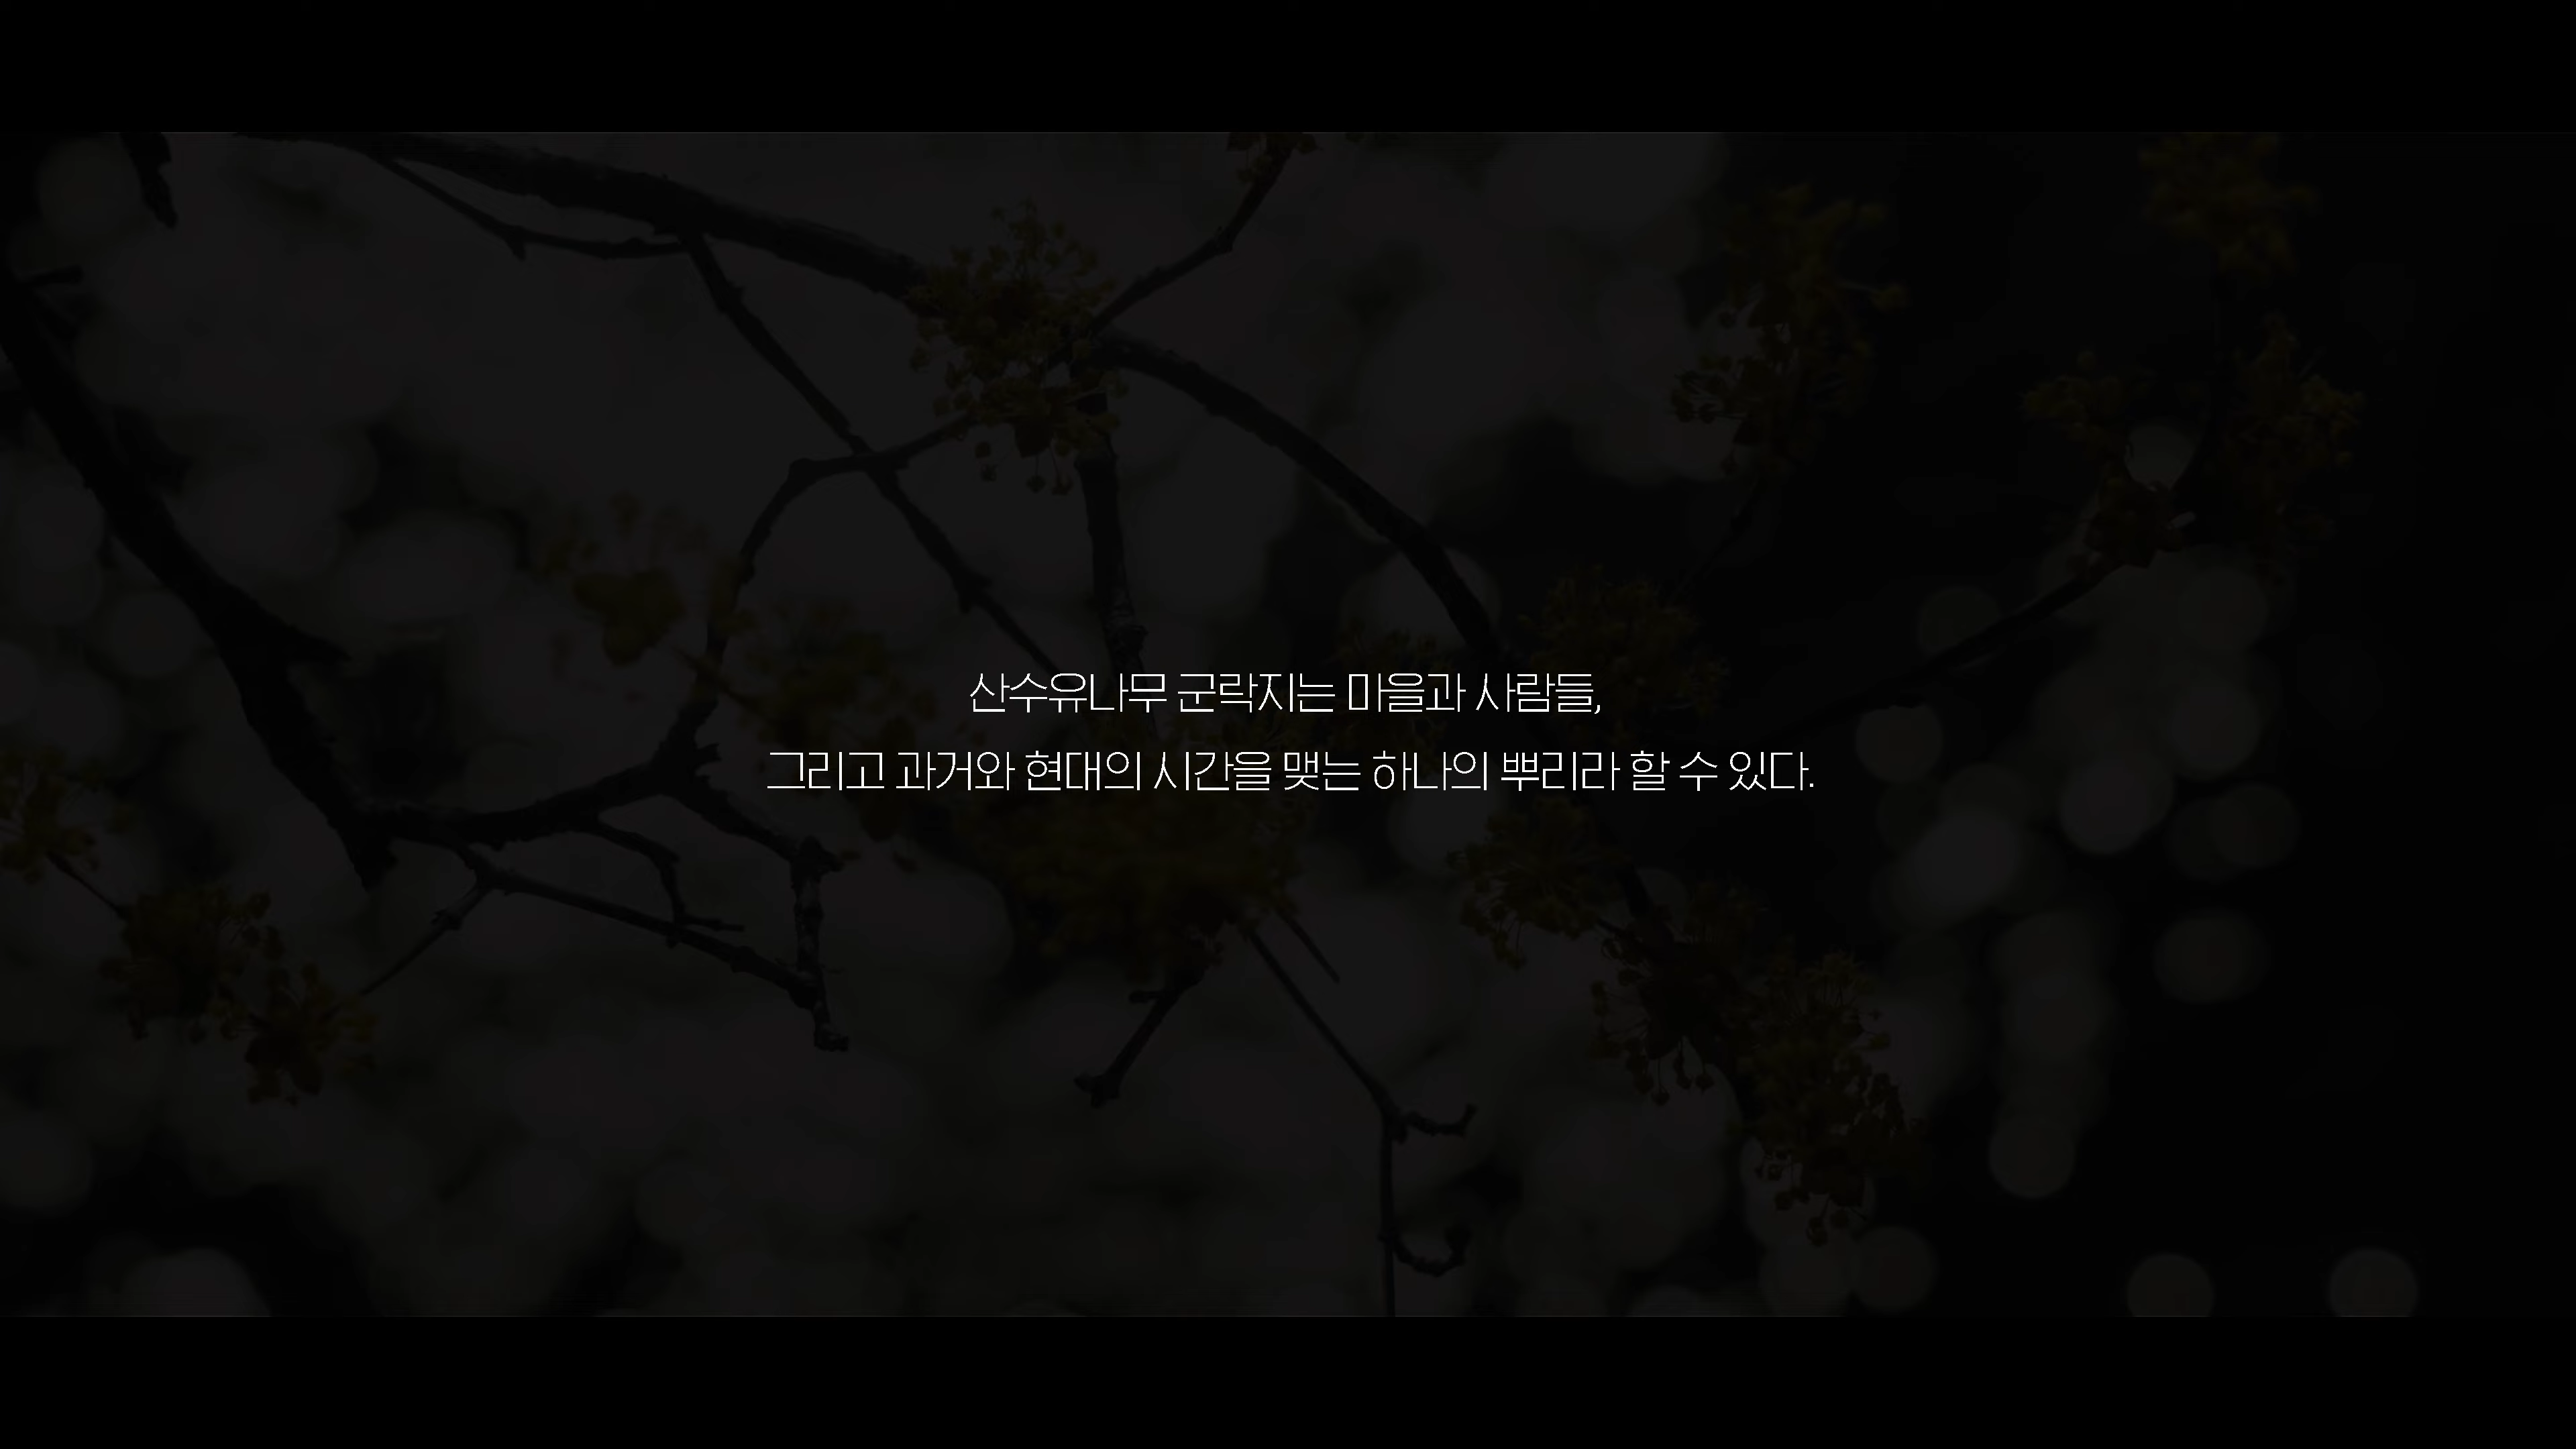 산수유나무 군락지는 마을과 사람들,
그리고 과거와 현대의 시간을 맺는 하나의 뿌리라 할 수 있다.